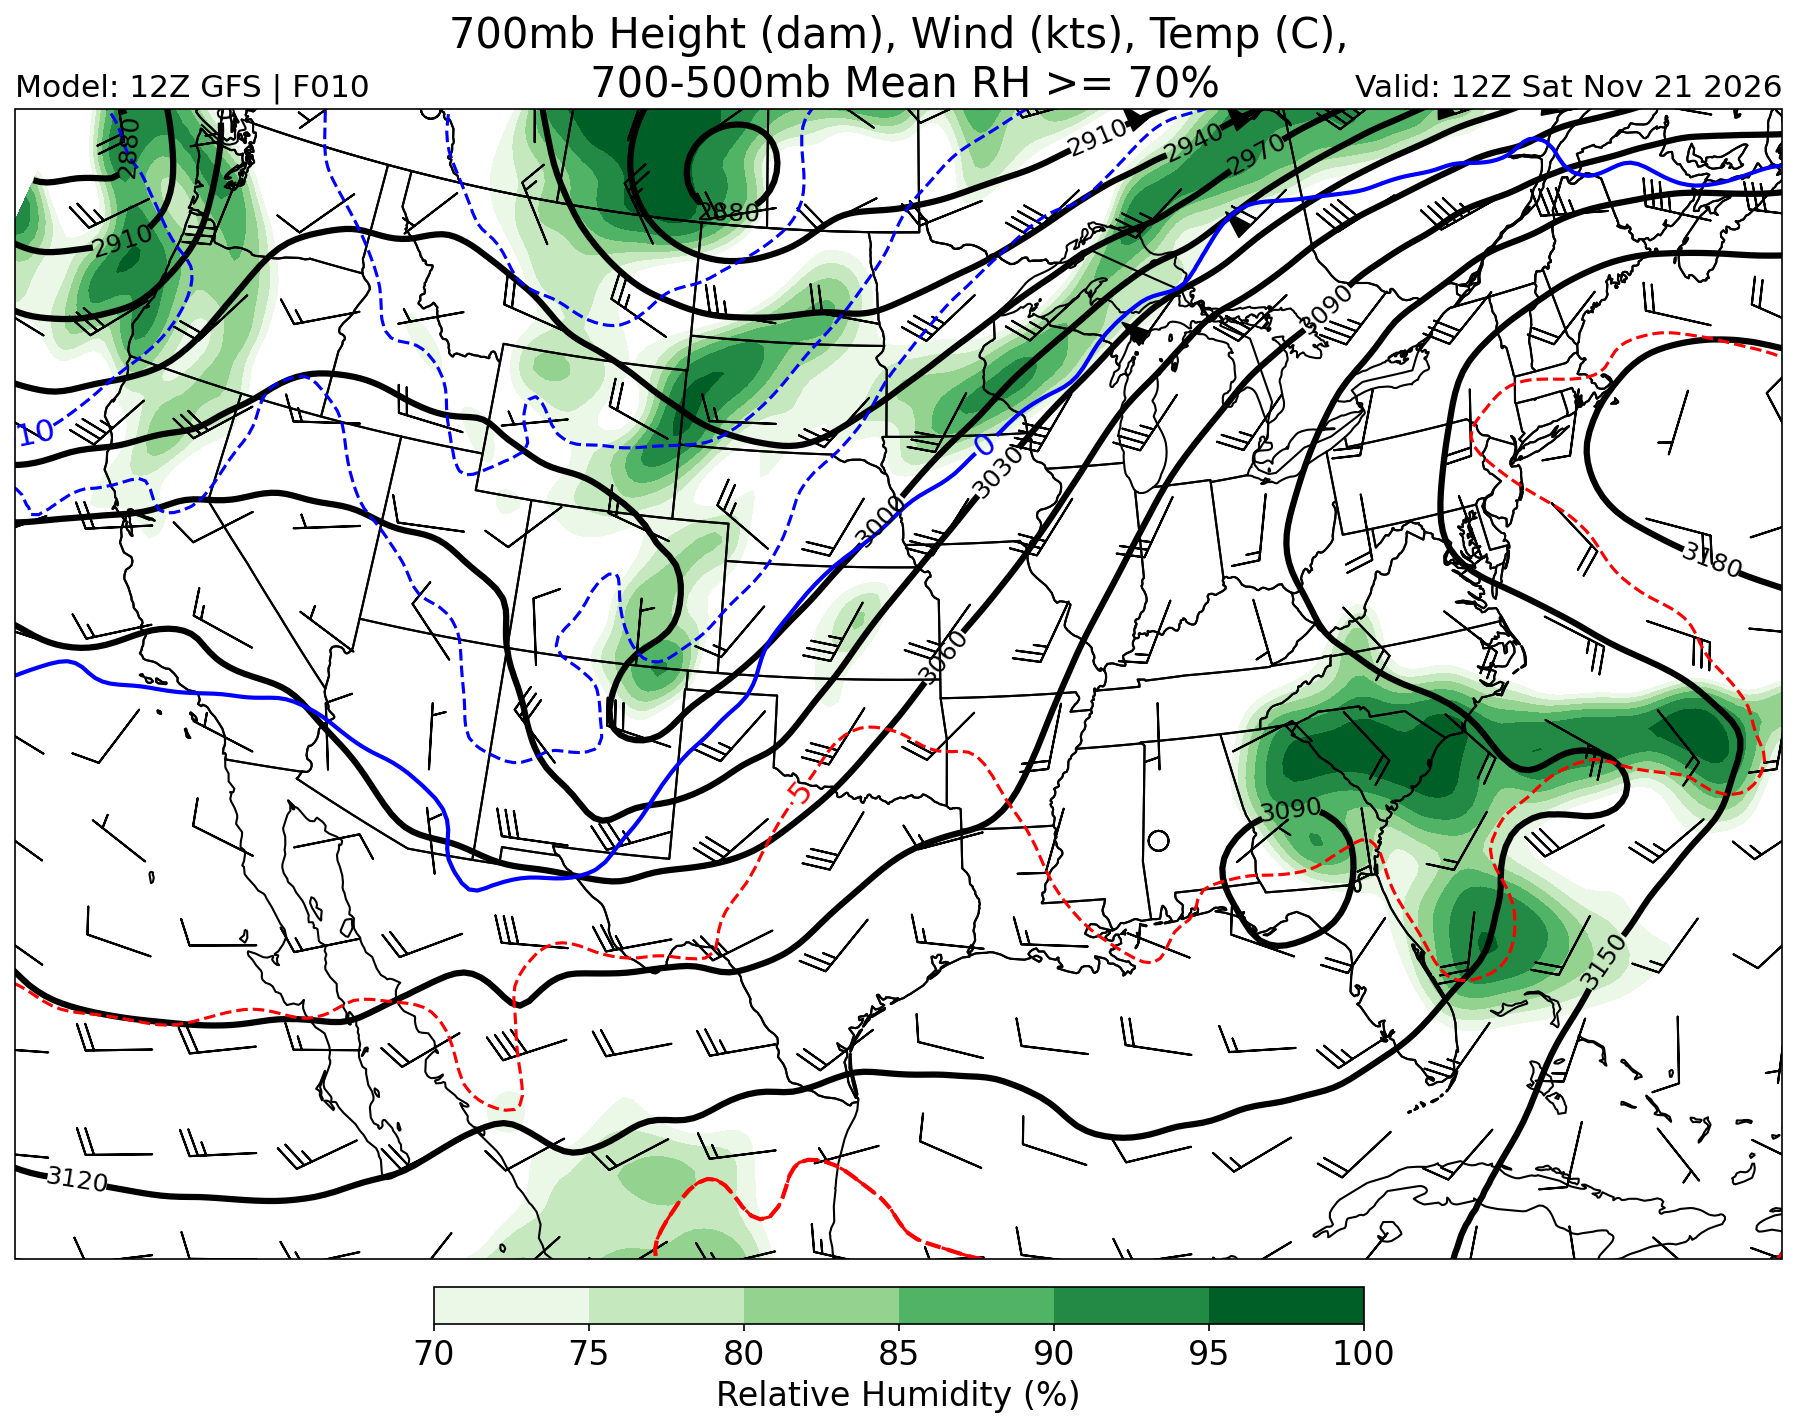 700mb Height (dam), Wind (kts), Temp (C),
Model: 12Z GFS | F010
700-500mb Mean RH >= 70%
Valid: 12Z Sat Nov 21 2026
2880
2910
2940
2970
2880
2910
3090
10
0
3030
3000
3180
3060
5
3090
3150
3120
70 75 80 85 90 95 100
Relative Humidity (%)